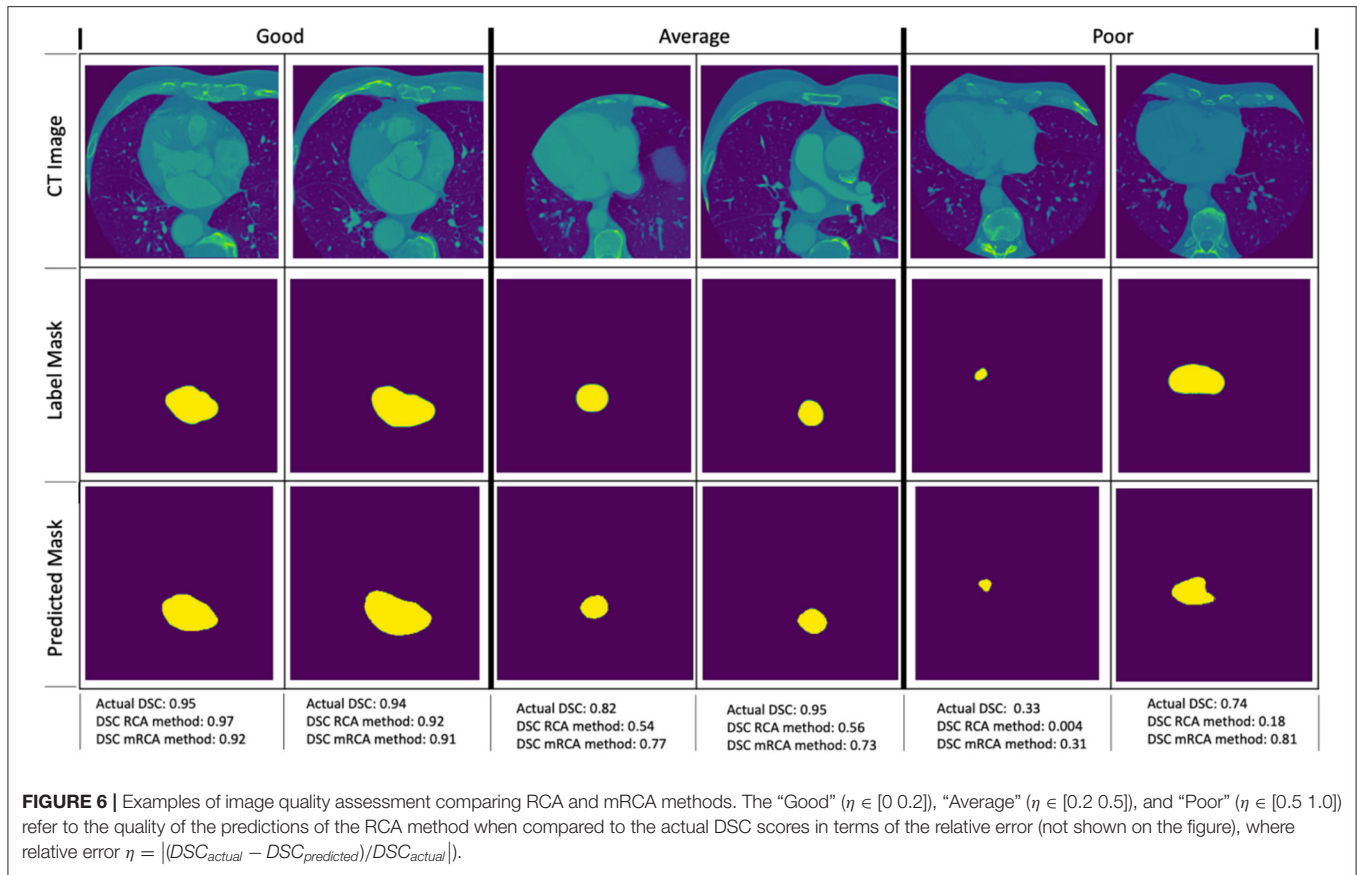 Good
Average
Poor
CT Image
Label Mask
Predicted Mask
Actual DSC: 0.95
DSC RCA method: 0.97
DSC mRCA method: 0.92
Actual DSC: 0.94
DSC RCA method: 0.92
DSC mRCA method: 0.91
Actual DSC: 0.82
DSC RCA method: 0.54
DSC mRCA method: 0.77
Actual DSC: 0.95
DSC RCA method: 0.56
DSC mRCA method: 0.73
Actual DSC: 0.33
DSC RCA method: 0.004
DSC mRCA method: 0.31
Actual DSC: 0.74
DSC RCA method: 0.18
DSC mRCA method: 0.81
FIGURE 6 | Examples of image quality assessment comparing RCA and mRCA methods. The “Good” (η ∈ [0 0.2]), “Average” (η ∈ [0.2 0.5]), and “Poor” (η ∈ [0.5 1.0])
refer to the quality of the predictions of the RCA method when compared to the actual DSC scores in terms of the relative error (not shown on the figure), where
relative error η = |(DSC_actual − DSC_predicted)/DSC_actual|).